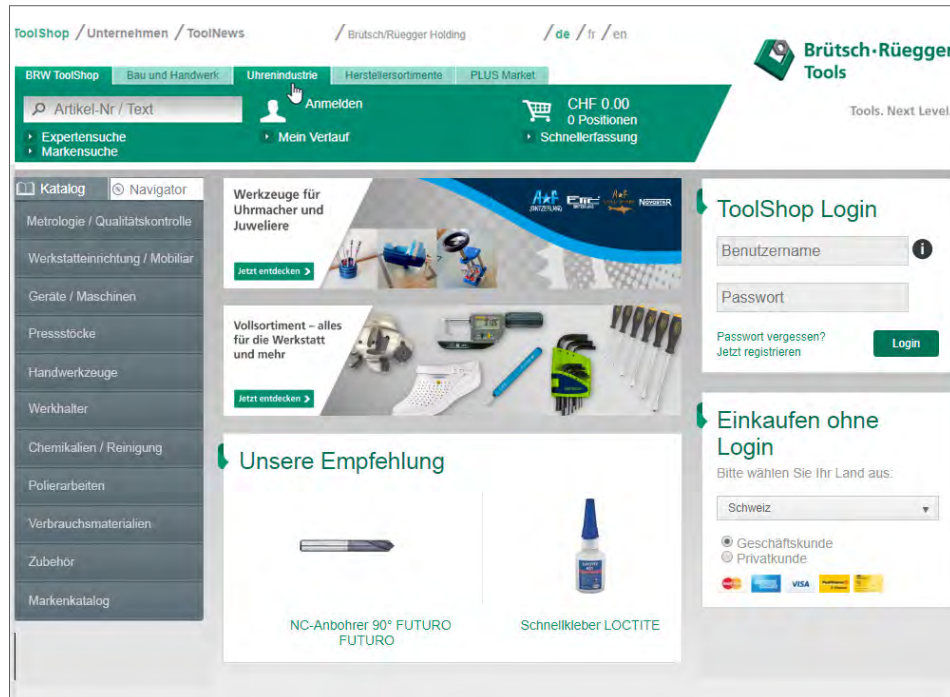 ToolShop / Unternehmen / ToolNews
/ Brütsch/Rüegger Holding
/ de / fr / en
Brütsch·Rüegger
Tools
Tools. Next Level
BRW ToolShop
Bau und Handwerk
Uhrenindustrie
Herstellersortimente
PLUS Market
Artikel-Nr / Text
Anmelden
CHF 0.00
0 Positionen
Expertensuche
Mein Verlauf
Schnellerfassung
Markensuche
Katalog
Navigator
Metrologie / Qualitätskontrolle
Werkstatteinrichtung / Mobiliar
Geräte / Maschinen
Pressstöcke
Handwerkzeuge
Werkhalter
Chemikalien / Reinigung
Polierarbeiten
Verbrauchsmaterialien
Zubehör
Markenkatalog
Werkzeuge für
Uhrmacher und
Juweliere
Jetzt entdecken
A*F
Vollsortiment – alles
für die Werkstatt
und mehr
Jetzt entdecken
Unsere Empfehlung
NC-Anbohrer 90° FUTURO
FUTURO
Schnellkleber LOCTITE
ToolShop Login
Benutzername
Passwort
Passwort vergessen?
Jetzt registrieren
Login
Einkaufen ohne
Login
Bitte wählen Sie Ihr Land aus:
Schweiz
Geschäftskunde
Privatkunde
VISA